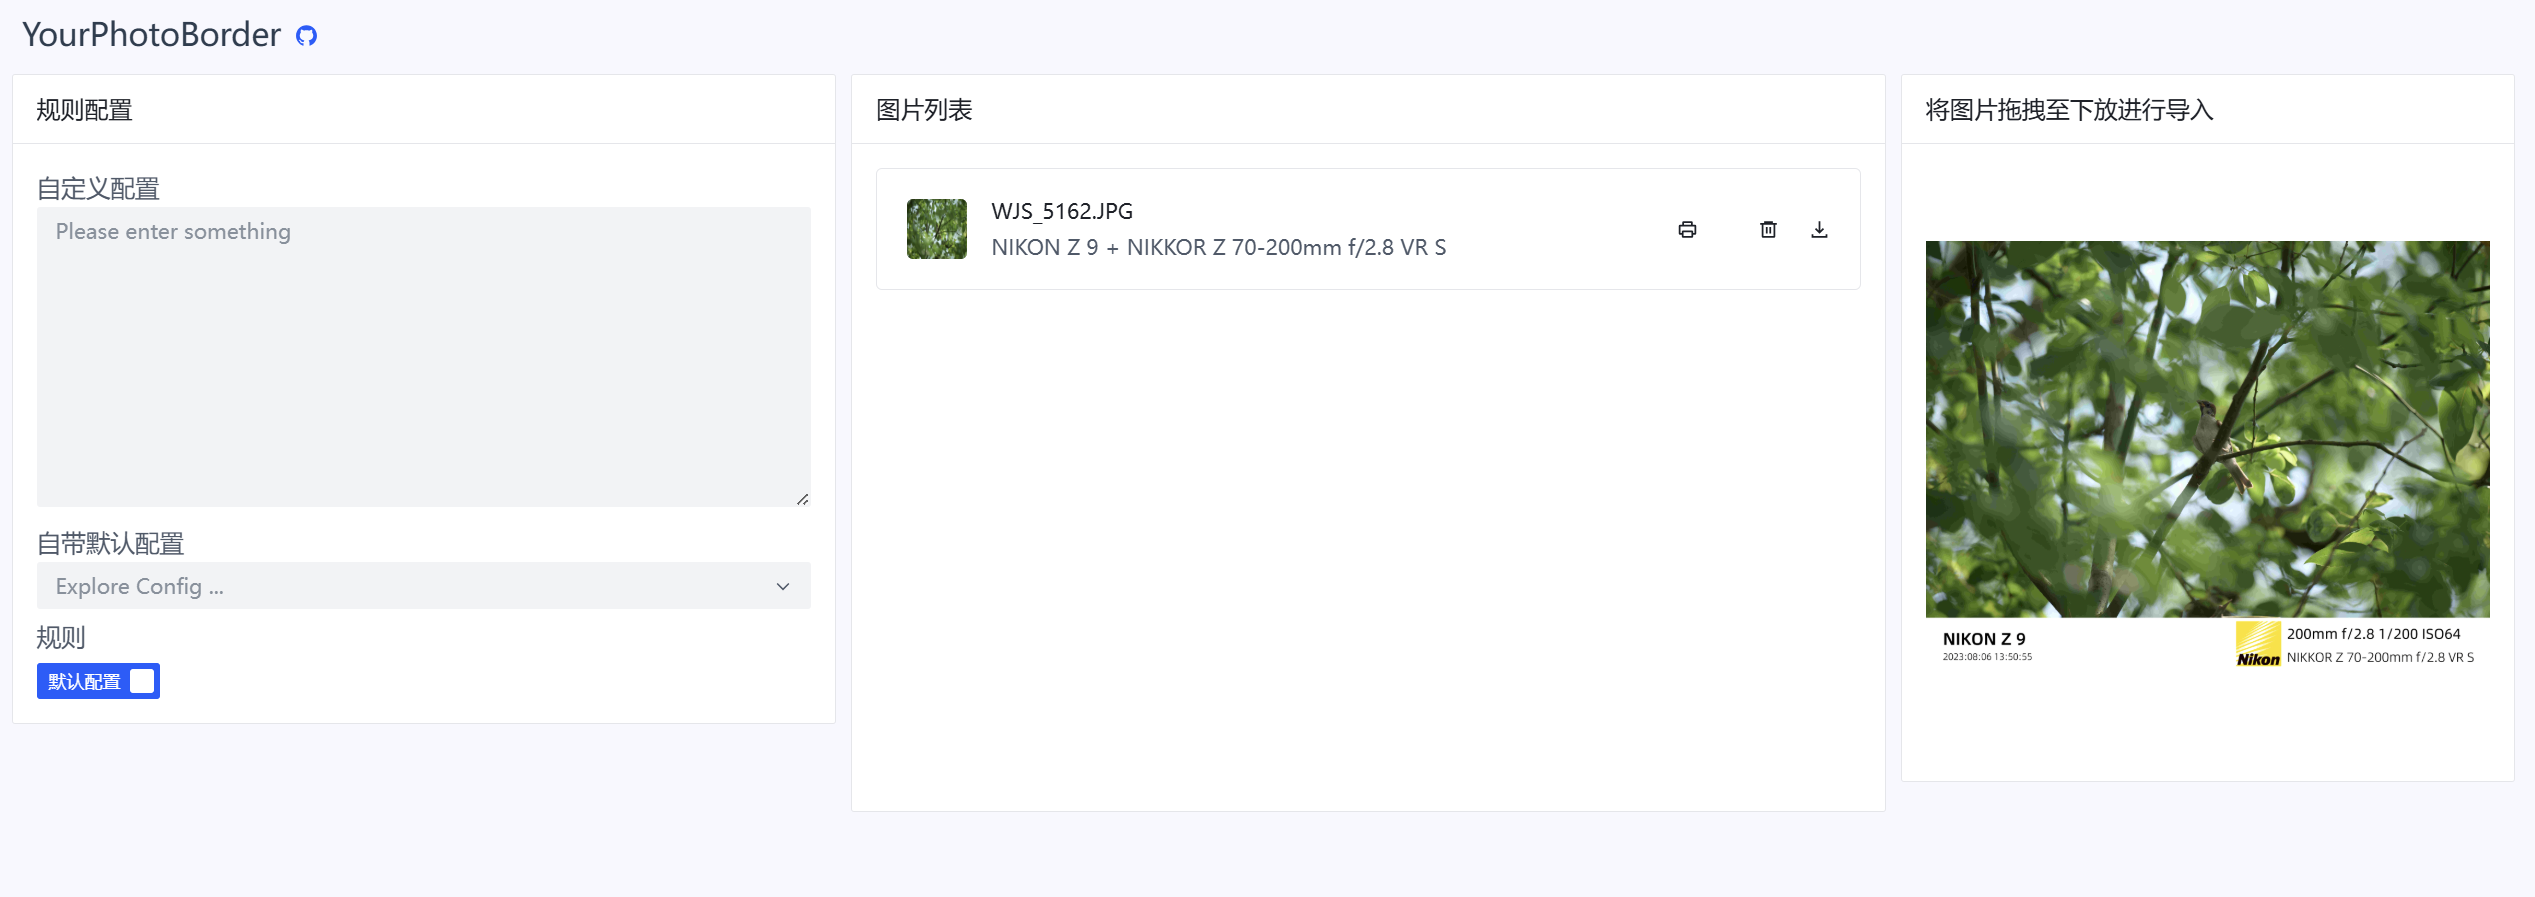 YourPhotoBorder
规则配置
自定义配置
Please enter something
自带默认配置
Explore Config ...
规则
默认配置
图片列表
WJS_5162.JPG
NIKON Z 9 + NIKKOR Z 70-200mm f/2.8 VR S
将图片拖拽至下放进行导入
NIKON Z 9
2023:08:06 13:50:55
Nikon
200mm f/2.8 1/200 ISO64
NIKKOR Z 70-200mm f/2.8 VR S